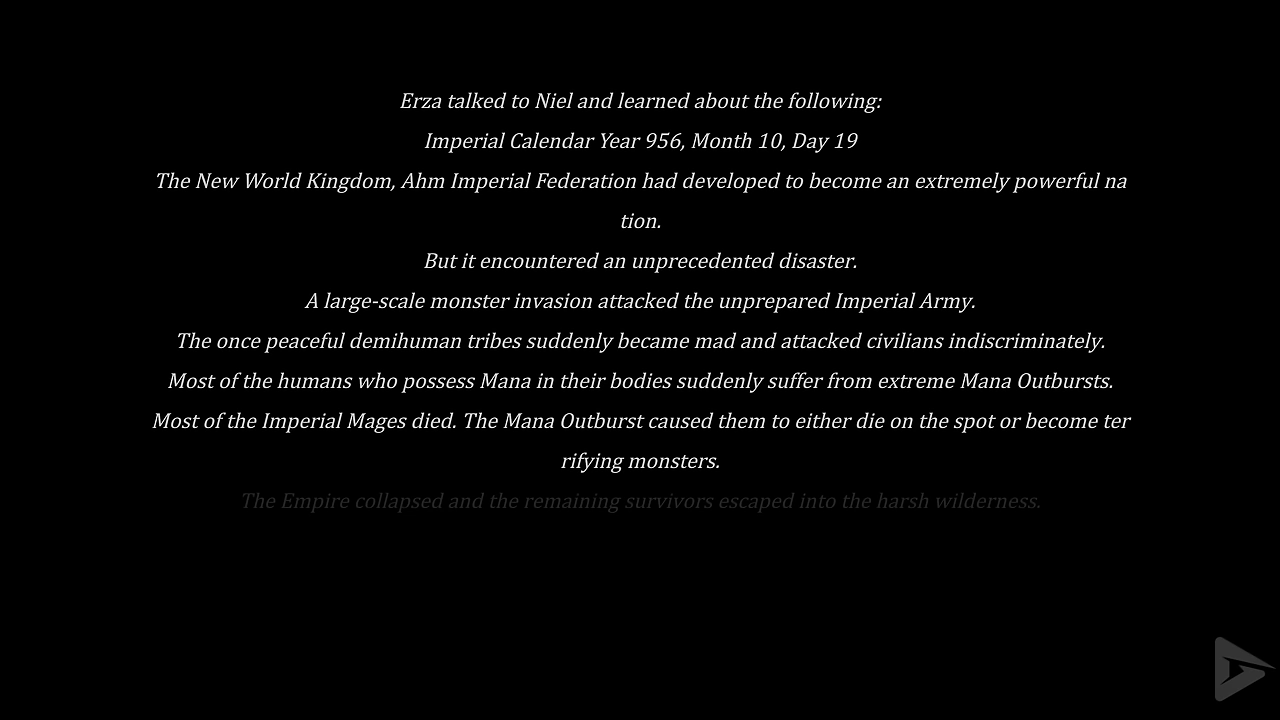 Erza talked to Niel and learned about the following:
Imperial Calendar Year 956, Month 10, Day 19
The New World Kingdom, Ahm Imperial Federation had developed to become an extremely powerful na
tion.
But it encountered an unprecedented disaster.
A large-scale monster invasion attacked the unprepared Imperial Army.
The once peaceful demihuman tribes suddenly became mad and attacked civilians indiscriminately.
Most of the humans who possess Mana in their bodies suddenly suffer from extreme Mana Outbursts.
Most of the Imperial Mages died. The Mana Outburst caused them to either die on the spot or become ter
rifying monsters.
The Empire collapsed and the remaining survivors escaped into the harsh wilderness.